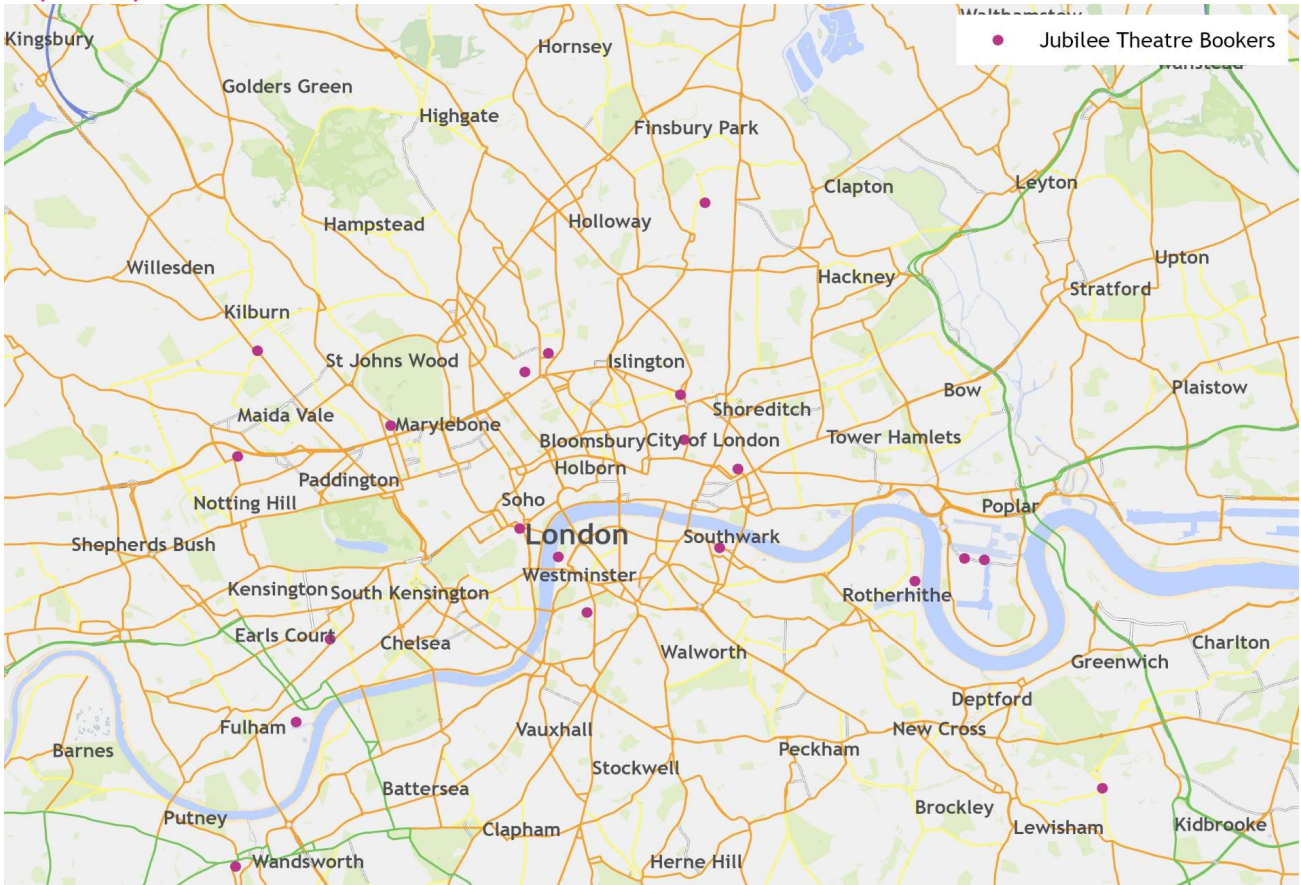 Walthamstow
Kingsbury
Jubilee Theatre Bookers
Hornsey
Wanstead
Golders Green
Highgate
Finsbury Park
Leyton
Clapton
Holloway
Hampstead
Upton
Willesden
Hackney
Stratford
Kilburn
St Johns Wood
Islington
Plaistow
Bow
Shoreditch
Maida Vale
Marylebone
Tower Hamlets
Bloomsbury
City of London
Holborn
Paddington
Soho
Notting Hill
Poplar
London
Southwark
Shepherds Bush
Westminster
Kensington
South Kensington
Rotherhithe
Earls Court
Chelsea
Charlton
Walworth
Greenwich
Deptford
Fulham
Vauxhall
New Cross
Barnes
Peckham
Stockwell
Battersea
Brockley
Putney
Clapham
Lewisham
Kidbrooke
Wandsworth
Herne Hill